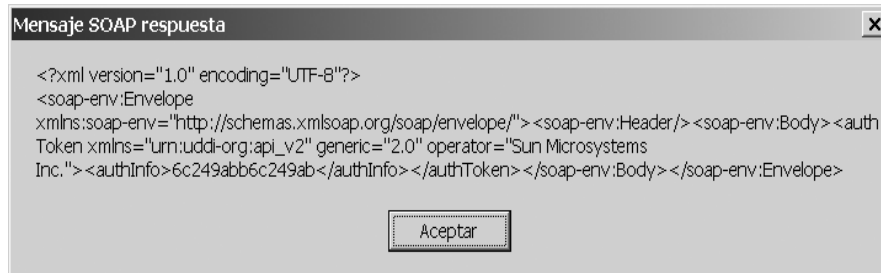 Mensaje SOAP respuesta
<?xml version="1.0" encoding="UTF-8"?>
<soap-env:Envelope
xmlns:soap-env="http://schemas.xmlsoap.org/soap/envelope/"><soap-env:Header/><soap-env:Body><auth
Token xmlns="urn:uddi-org:api_v2" generic="2.0" operator="Sun Microsystems
Inc."><authInfo>6c249abb6c249ab</authInfo></authToken></soap-env:Body></soap-env:Envelope>
Aceptar